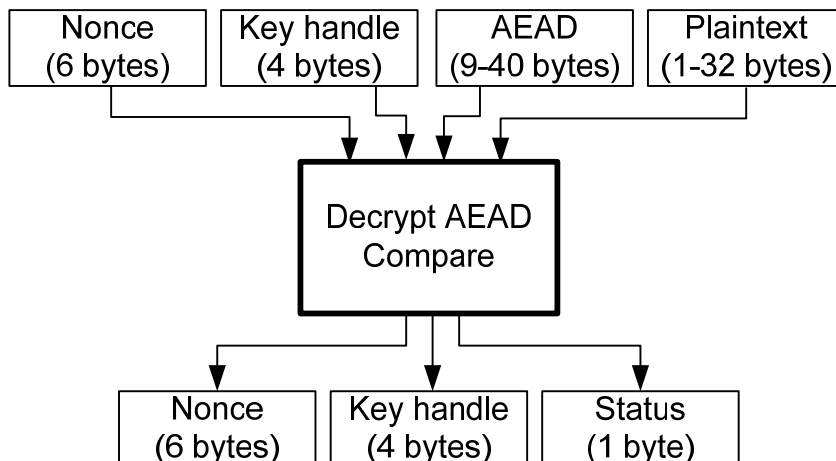 Nonce
(6 bytes)
Key handle
(4 bytes)
AEAD
(9-40 bytes)
Plaintext
(1-32 bytes)
Decrypt AEAD
Compare
Nonce
(6 bytes)
Key handle
(4 bytes)
Status
(1 byte)